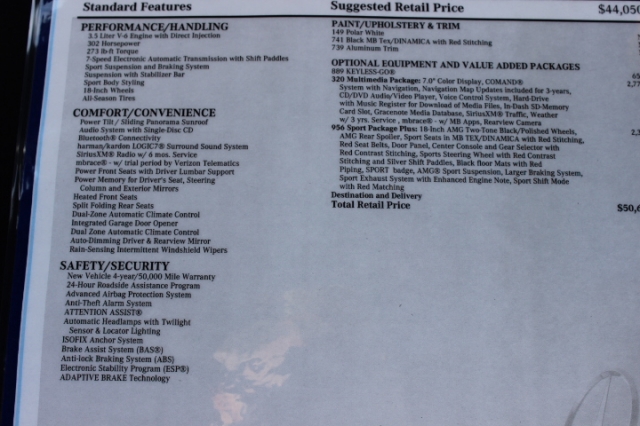 Standard Features
PERFORMANCE/HANDLING
3.5 Liter V-6 Engine with Direct Injection
302 Horsepower
273 lb-ft Torque
7-Speed Electronic Automatic Transmission with Shift Paddles
Sport Suspension and Braking System
Suspension with Stabilizer Bar
Sport Body Styling
18-Inch Wheels
All-Season Tires
COMFORT/CONVENIENCE
Power Tilt / Sliding Panorama Sunroof
Audio System with Single-Disc CD
Bluetooth® Connectivity
harman/kardon LOGIC7® Surround Sound System
SiriusXM® Radio w/ 6 mos. Service
mbrace® - w/ trial period by Verizon Telematics
Power Front Seats with Driver Lumbar Support
Power Memory for Driver's Seat, Steering
Column and Exterior Mirrors
Heated Front Seats
Split Folding Rear Seats
Dual-Zone Automatic Climate Control
Integrated Garage Door Opener
Dual Zone Automatic Climate Control
Auto-Dimming Driver & Rearview Mirror
Rain-Sensing Intermittent Windshield Wipers
SAFETY/SECURITY
New Vehicle 4-year/50,000 Mile Warranty
24-Hour Roadside Assistance Program
Advanced Airbag Protection System
Anti-Theft Alarm System
ATTENTION ASSIST®
Automatic Headlamps with Twilight
Sensor & Locator Lighting
ISOFIX Anchor System
Brake Assist System (BAS®)
Anti-lock Braking System (ABS)
Electronic Stability Program (ESP®)
ADAPTIVE BRAKE Technology
Suggested Retail Price $44,050
PAINT/UPHOLSTERY & TRIM
149 Polar White
741 Black MB Tex/DINAMICA with Red Stitching
739 Aluminum Trim
OPTIONAL EQUIPMENT AND VALUE ADDED PACKAGES
889 KEYLESS-GO® 65
320 Multimedia Package: 7.0" Color Display, COMAND® 2,77
System with Navigation, Navigation Map Updates included for 3-years,
CD/DVD Audio/Video Player, Voice Control System, Hard-Drive
with Music Register for Download of Media Files, In-Dash SD-Memory
Card Slot, Gracenote Media Database, SiriusXM® Traffic, Weather
w/ 3 yrs. Service , mbrace® - w/ MB Apps, Rearview Camera
956 Sport Package Plus: 18-Inch AMG Two-Tone Black/Polished Wheels, 2,3
AMG Rear Spoiler, Sport Seats in MB TEX/DINAMICA with Red Stitching,
Red Seat Belts, Door Panel, Center Console and Gear Selector with
Red Contrast Stitching, Sports Steering Wheel with Red Contrast
Stitching and Silver Shift Paddles, Black floor Mats with Red
Piping, SPORT badge, AMG® Sport Suspension, Larger Braking System,
Sport Exhaust System with Enhanced Engine Note, Sport Shift Mode
with Red Matching
Destination and Delivery
Total Retail Price $50,6